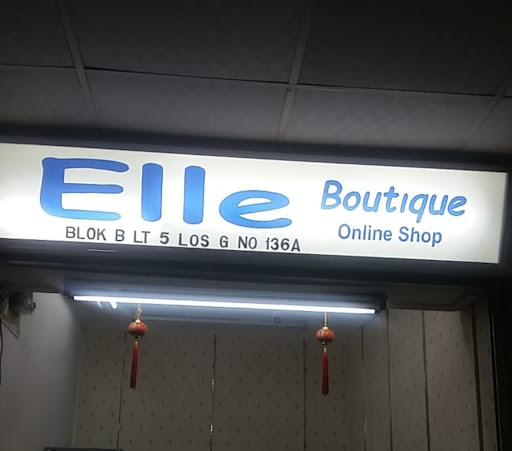 Elle Boutique
Online Shop
BLOK B LT 5 LOS G NO 136A